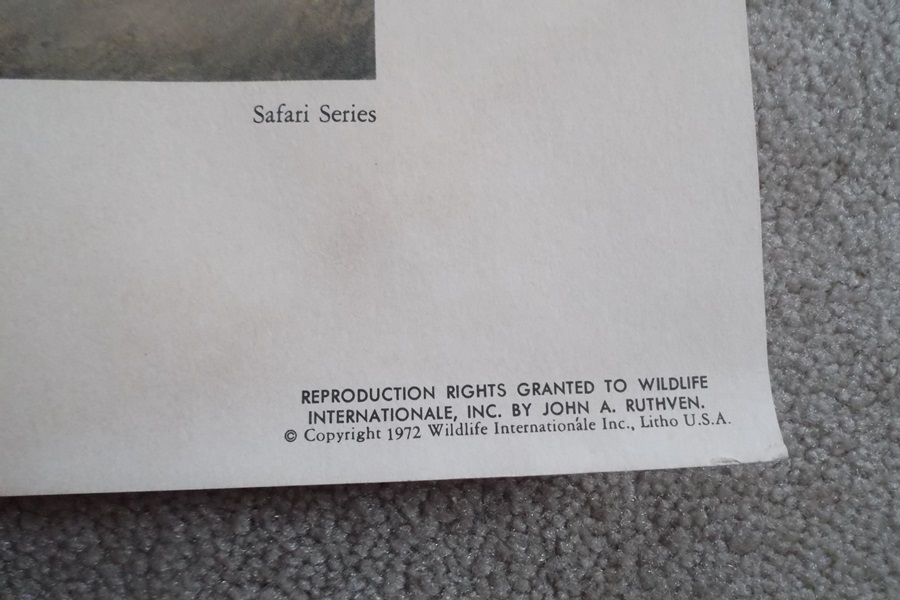 Safari Series
REPRODUCTION RIGHTS GRANTED TO WILDLIFE
INTERNATIONALE, INC. BY JOHN A. RUTHVEN.
© Copyright 1972 Wildlife Internationále Inc., Litho U.S.A.